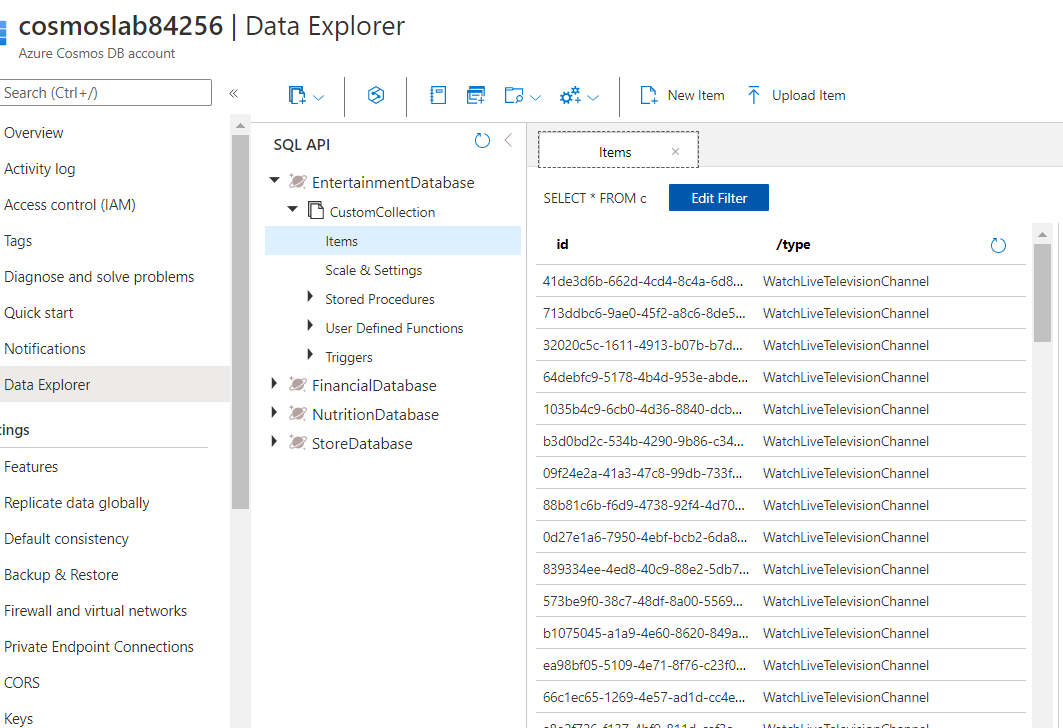 cosmoslab84256 | Data Explorer
Azure Cosmos DB account
Search (Ctrl+/)
«
New Item
Upload Item
Overview
Activity log
Access control (IAM)
Tags
Diagnose and solve problems
Quick start
Notifications
Data Explorer
tings
Features
Replicate data globally
Default consistency
Backup & Restore
Firewall and virtual networks
Private Endpoint Connections
CORS
Keys
SQL API
EntertainmentDatabase
CustomCollection
Items
Scale & Settings
Stored Procedures
User Defined Functions
Triggers
FinancialDatabase
NutritionDatabase
StoreDatabase
Items
SELECT * FROM c Edit Filter
id /type
41de3d6b-662d-4cd4-8c4a-6d8... WatchLiveTelevisionChannel
713ddbc6-9ae0-45f2-a8c6-8de5... WatchLiveTelevisionChannel
32020c5c-1611-4913-b07b-b7d... WatchLiveTelevisionChannel
64debfc9-5178-4b4d-953e-abde... WatchLiveTelevisionChannel
1035b4c9-6cb0-4d36-8840-dcb... WatchLiveTelevisionChannel
b3d0bd2c-534b-4290-9b86-c34... WatchLiveTelevisionChannel
09f24e2a-41a3-47c8-99db-733f... WatchLiveTelevisionChannel
88b81c6b-f6d9-4738-92f4-4d70... WatchLiveTelevisionChannel
0d27e1a6-7950-4ebf-bcb2-6da8... WatchLiveTelevisionChannel
839334ee-4ed8-40c9-88e2-5db7... WatchLiveTelevisionChannel
573be9f0-38c7-48df-8a00-5569... WatchLiveTelevisionChannel
b1075045-a1a9-4e60-8620-849a... WatchLiveTelevisionChannel
ea98bf05-5109-4e71-8f76-c23f0... WatchLiveTelevisionChannel
66c1ec65-1269-4e57-ad1d-cc4e... WatchLiveTelevisionChannel
WatchLiveTelevisionChannel